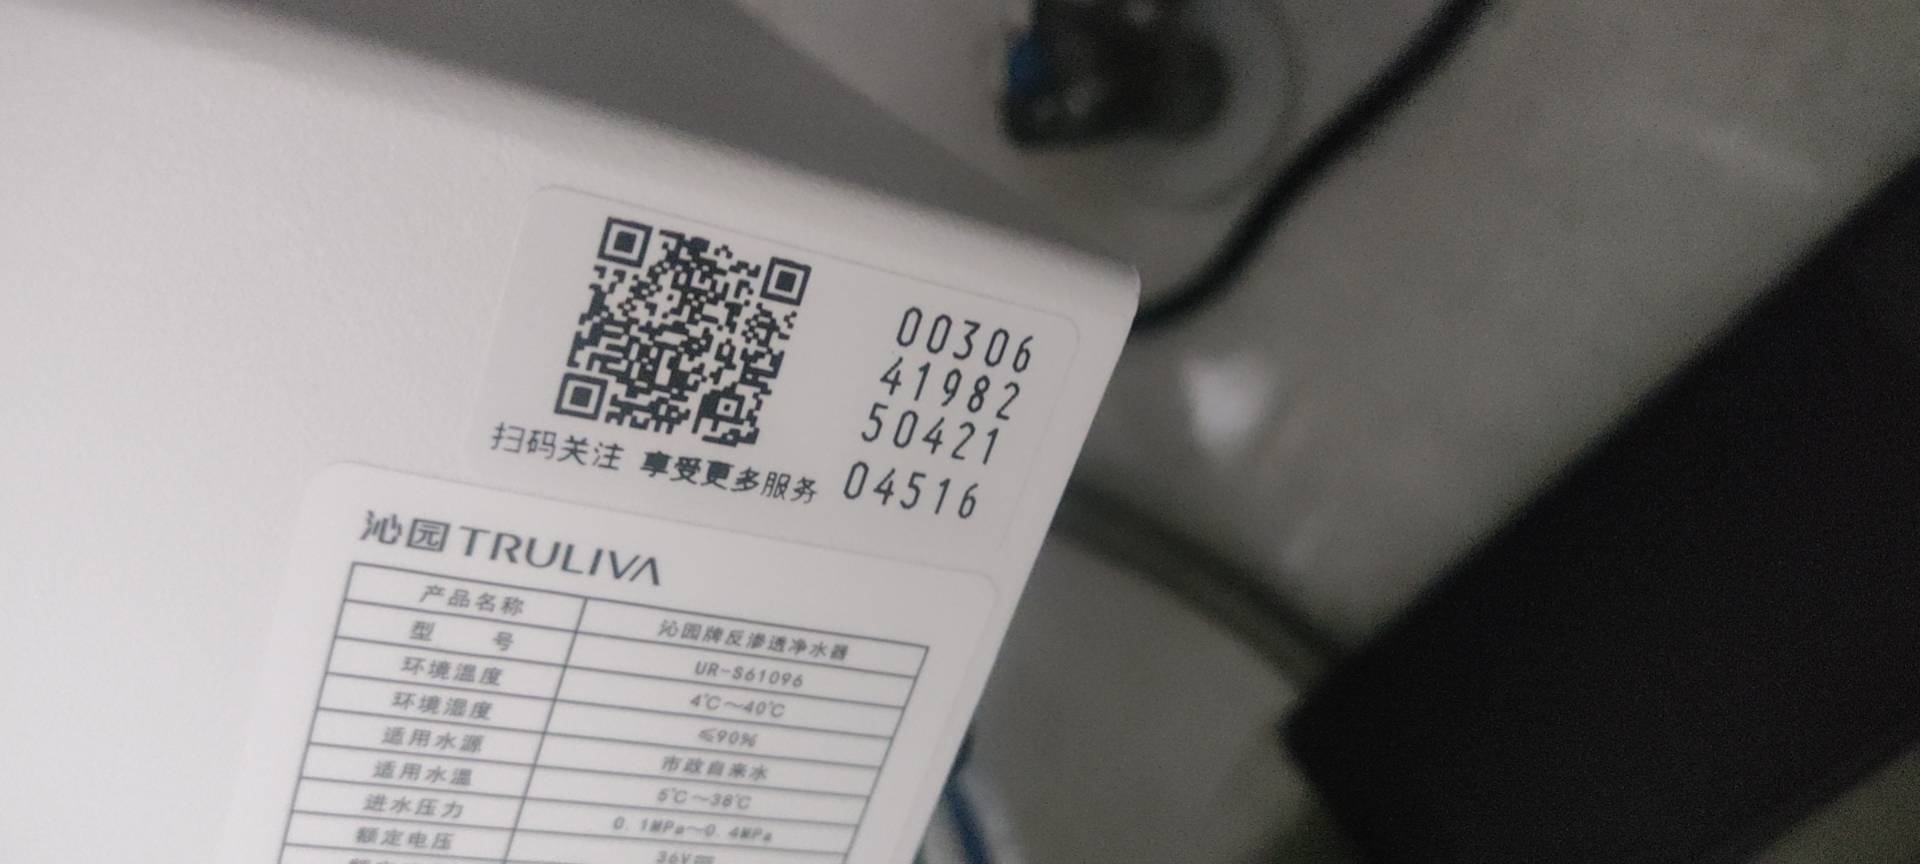 00306
41982
50421
04516
扫码关注 享受更多服务
沁园 TRULIVA
产品名称 沁园牌反渗透净水器
型 号 UR-S61096
环境温度 4℃~40℃
环境湿度 ≤90%
适用水源 市政自来水
适用水温 5℃~38℃
进水压力 0.1MPa~0.4MPa
额定电压 36V